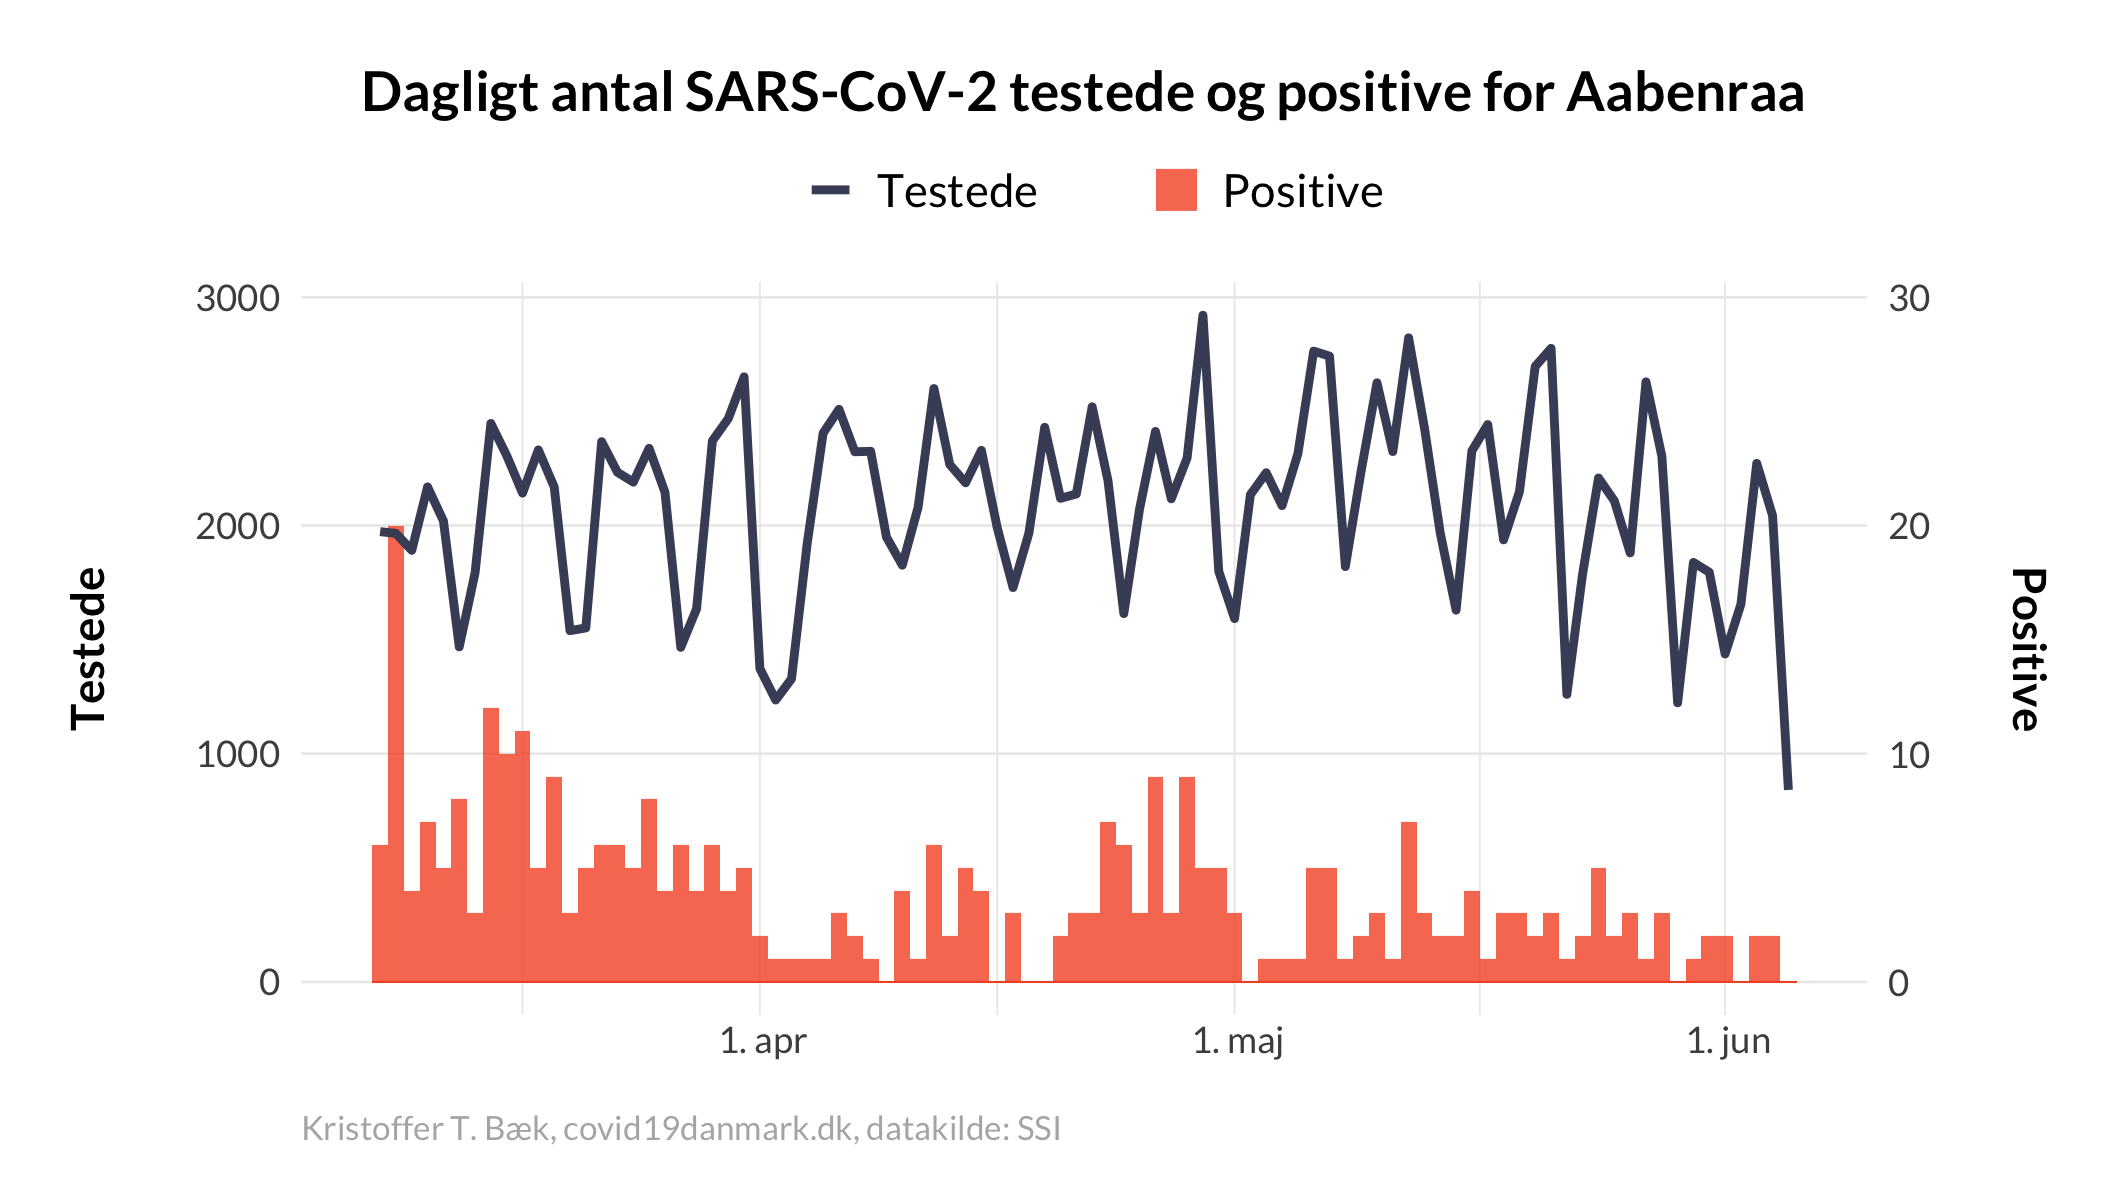 Dagligt antal SARS-CoV-2 testede og positive for Aabenraa
Testede
Positive
3000
30
2000
20
1000
10
0
0
Testede
Positive
1. apr
1. maj
1. jun
Kristoffer T. Bæk, covid19danmark.dk, datakilde: SSI